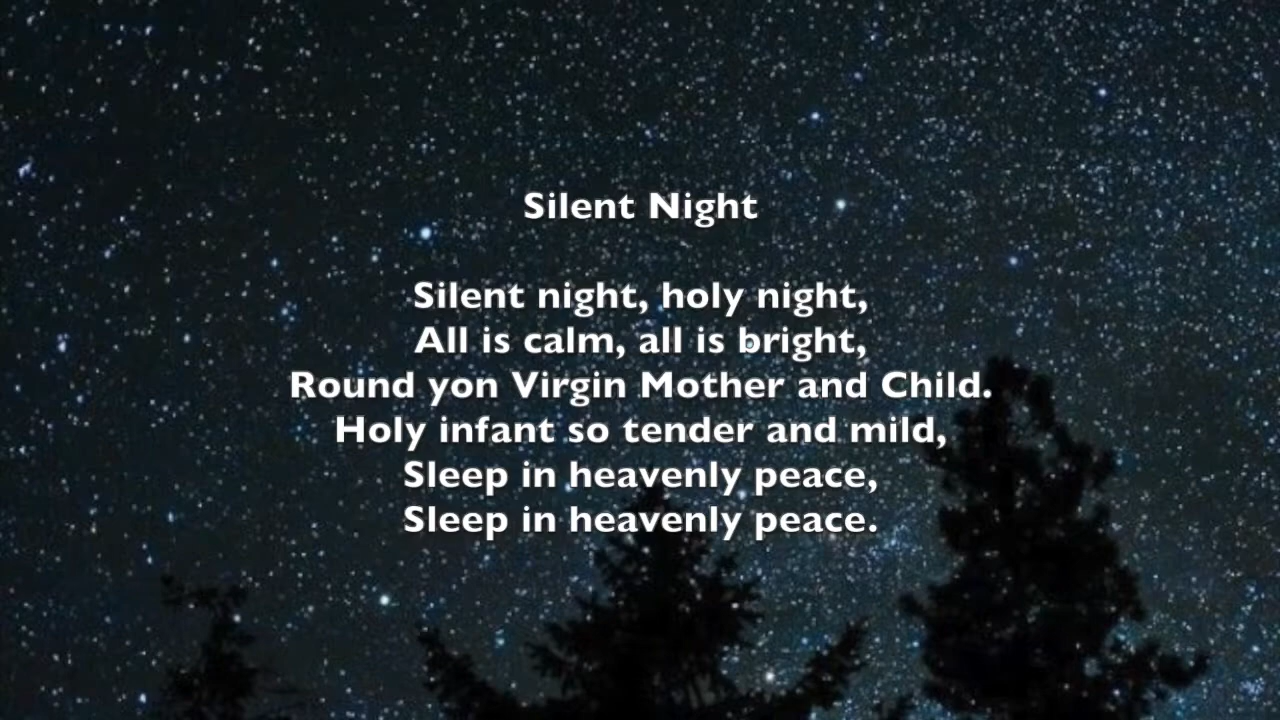 Silent Night
Silent night, holy night,
All is calm, all is bright,
Round yon Virgin Mother and Child.
Holy infant so tender and mild,
Sleep in heavenly peace,
Sleep in heavenly peace.